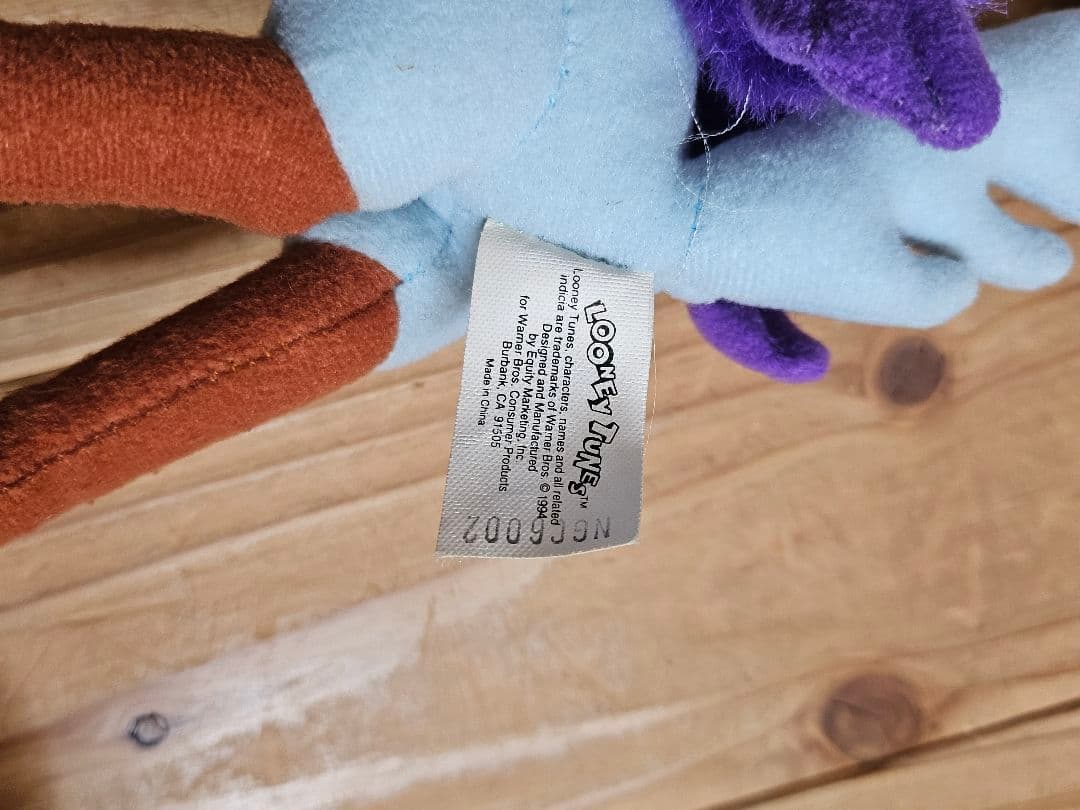 LOONEY TUNES™
Looney Tunes, characters, names and all related
indicia are trademarks of Warner Bros. © 1994
Designed and Manufactured
by Equity Marketing, Inc.
for Warner Bros. Consumer Products
Burbank, CA 91505
Made in China
NGC6002